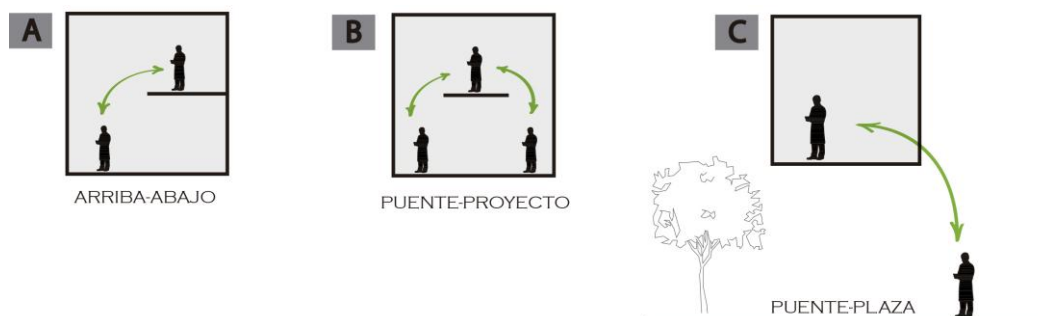 A
B
C
ARRIBA-ABAJO
PUENTE-PROYECTO
PUENTE-PLAZA